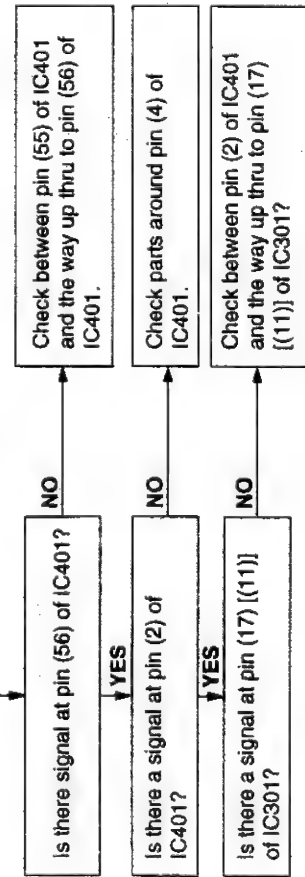 Is there signal at pin (56) of IC401?
NO
Check between pin (55) of IC401
and the way up thru to pin (56) of
IC401.
YES
Is there a signal at pin (2) of
IC401?
NO
Check parts around pin (4) of
IC401.
YES
Is there a signal at pin (17) [(11)]
of IC301?
NO
Check between pin (2) of IC401
and the way up thru to pin (17)
[(11)] of IC301?